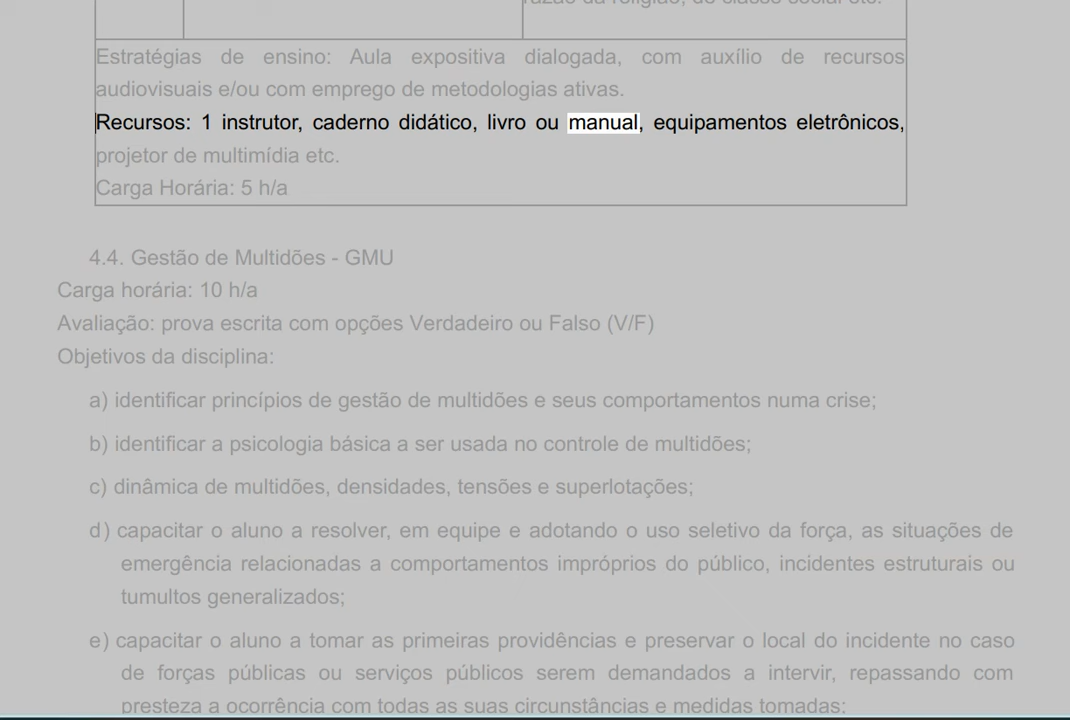 razão da religião, de classe social etc.
Estratégias de ensino: Aula expositiva dialogada, com auxílio de recursos
audiovisuais e/ou com emprego de metodologias ativas.
Recursos: 1 instrutor, caderno didático, livro ou manual, equipamentos eletrônicos,
projetor de multimídia etc.
Carga Horária: 5 h/a
4.4. Gestão de Multidões - GMU
Carga horária: 10 h/a
Avaliação: prova escrita com opções Verdadeiro ou Falso (V/F)
Objetivos da disciplina:
a) identificar princípios de gestão de multidões e seus comportamentos numa crise;
b) identificar a psicologia básica a ser usada no controle de multidões;
c) dinâmica de multidões, densidades, tensões e superlotações;
d) capacitar o aluno a resolver, em equipe e adotando o uso seletivo da força, as situações de
emergência relacionadas a comportamentos impróprios do público, incidentes estruturais ou
tumultos generalizados;
e) capacitar o aluno a tomar as primeiras providências e preservar o local do incidente no caso
de forças públicas ou serviços públicos serem demandados a intervir, repassando com
presteza a ocorrência com todas as suas circunstâncias e medidas tomadas;